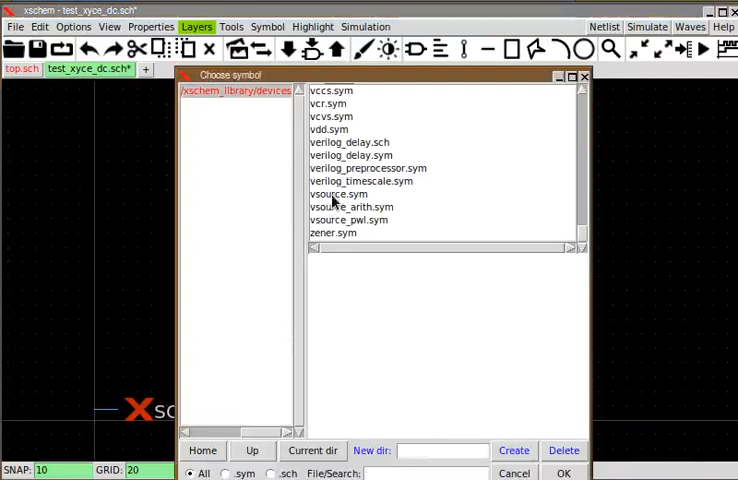 xschem - test_xyce_dc.sch*
File Edit Options View Properties Layers Tools Symbol Highlight Simulation Netlist Simulate Waves Help
top.sch test_xyce_dc.sch* +
Choose symbol
/xschem_library/devices
vccs.sym
vcr.sym
vcvs.sym
vdd.sym
verilog_delay.sch
verilog_delay.sym
verilog_preprocessor.sym
verilog_timescale.sym
vsource.sym
vsource_arith.sym
vsource_pwl.sym
zener.sym
Xsc
Home Up Current dir New dir: Create Delete
SNAP: 10 GRID: 20 All .sym .sch File/Search: Cancel OK